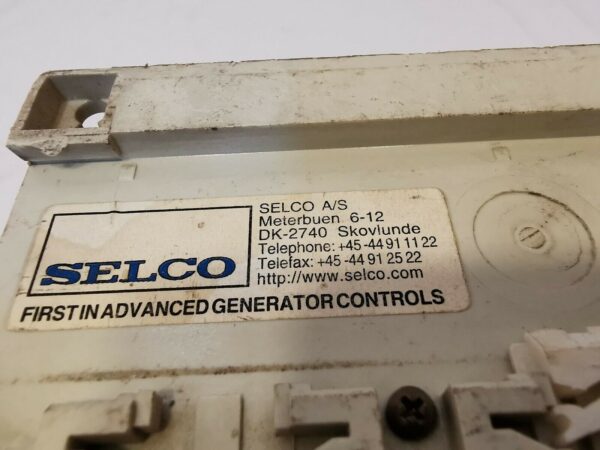 SELCO
SELCO A/S
Meterbuen 6-12
DK-2740 Skovlunde
Telephone: +45-44 91 11 22
Telefax: +45 -44 91 25 22
http://www.selco.com
FIRST IN ADVANCED GENERATOR CONTROLS